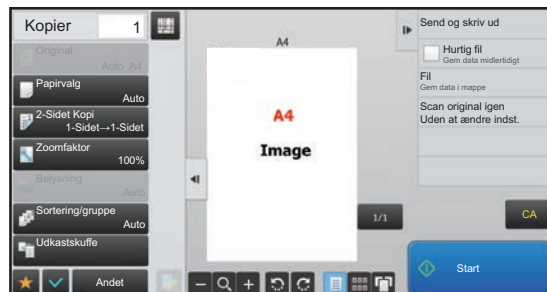 Kopier 1
Original
Auto A4
Papirvalg
Auto
2-Sidet Kopi
1-Sidet→1-Sidet
Zoomfaktor
100%
Belysning
Auto
Sortering/gruppe
Auto
Udkastskuffe
Andet
A4
A4
Image
1/1
Send og skriv ud
Hurtig fil
Gem data midlertidigt
Fil
Gem data i mappe
Scan original igen
Uden at ændre indst.
CA
Start